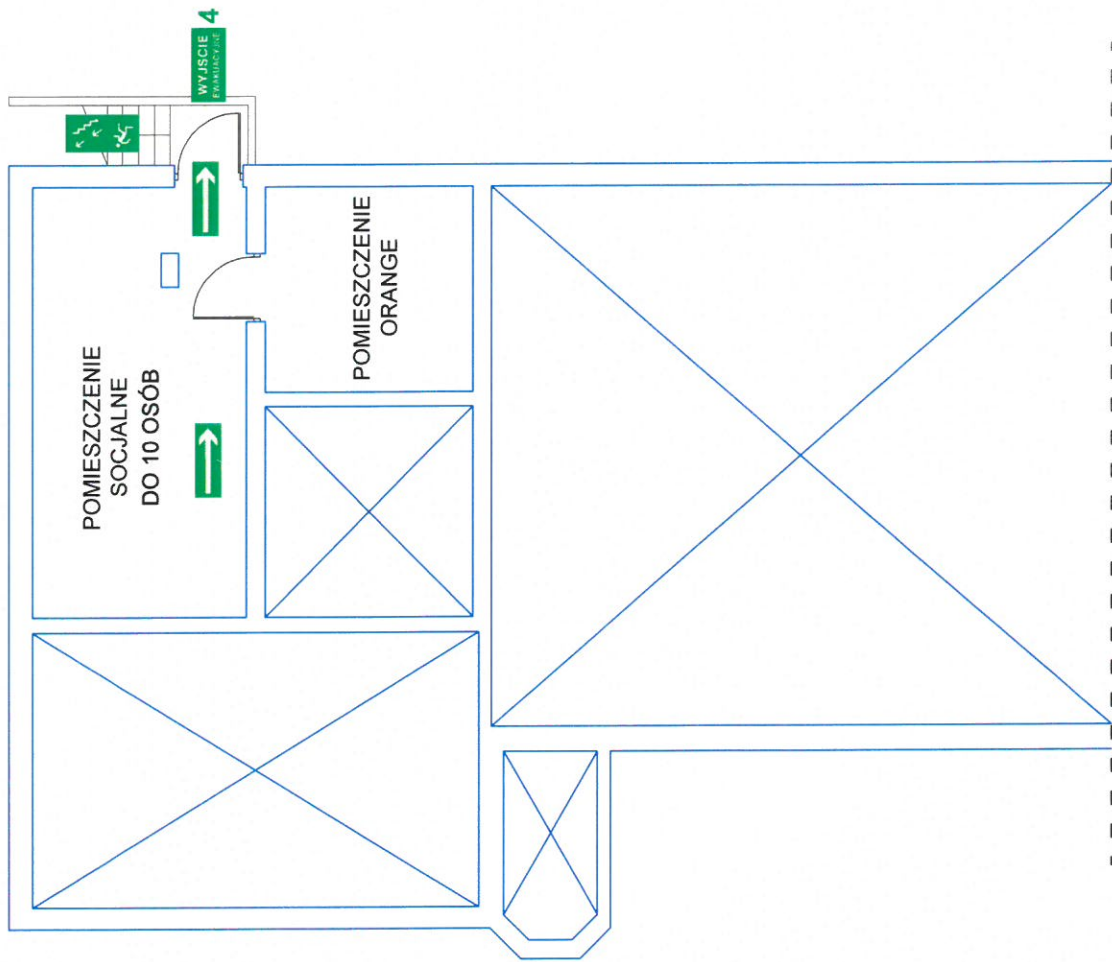 WYJSCIE
EWAKUACYJNE
4
POMIESZCZENIE
SOCJALNE
DO 10 OSÓB
POMIESZCZENIE
ORANGE